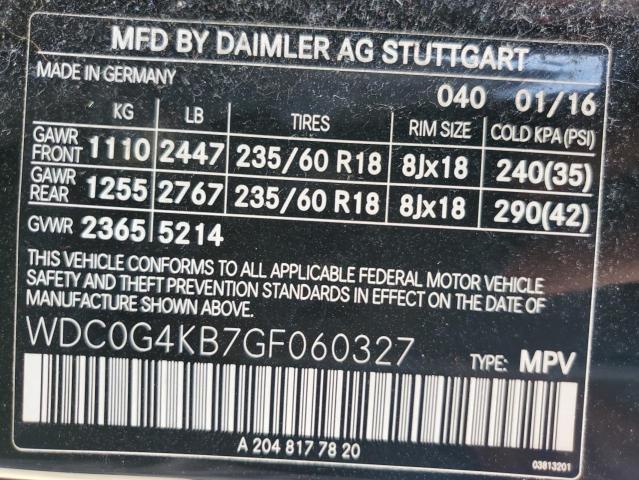 MFD BY DAIMLER AG STUTTGART
MADE IN GERMANY 040 01/16
KG LB TIRES RIM SIZE COLD KPA (PSI)
GAWR FRONT 1110 2447 235/60 R18 8Jx18 240(35)
GAWR REAR 1255 2767 235/60 R18 8Jx18 290(42)
GVWR 2365 5214
THIS VEHICLE CONFORMS TO ALL APPLICABLE FEDERAL MOTOR VEHICLE
SAFETY AND THEFT PREVENTION STANDARDS IN EFFECT ON THE DATE OF
MANUFACTURE SHOWN ABOVE.
WDC0G4KB7GF060327 TYPE: MPV
A 204 817 78 20
03813201